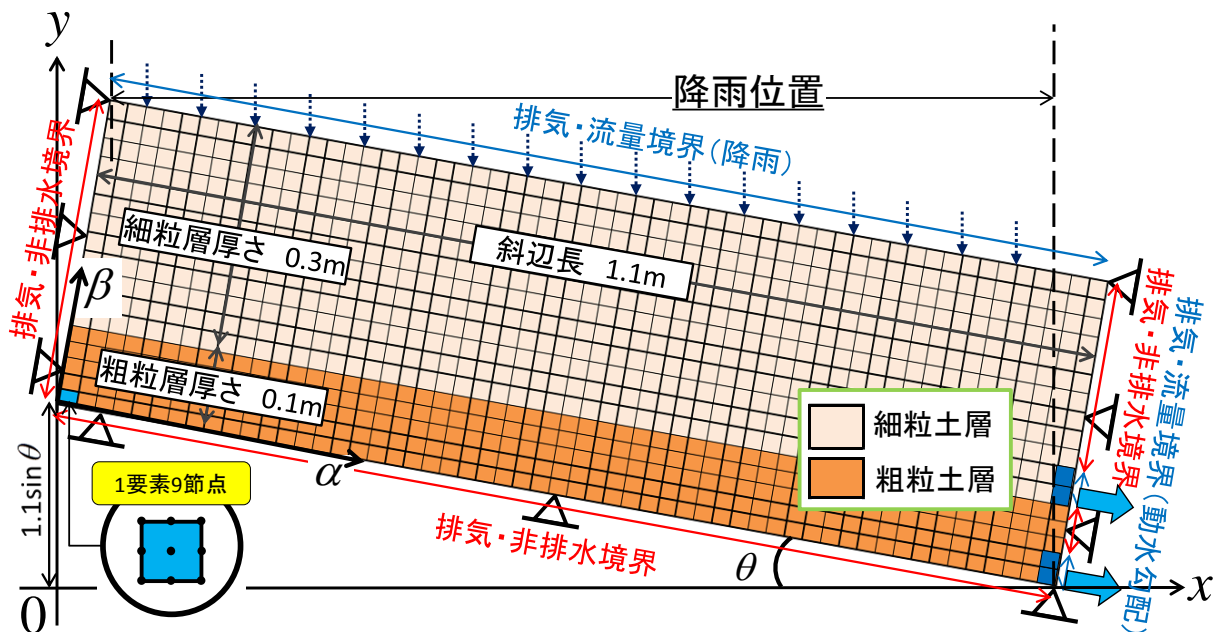 y
降雨位置
排気・流量境界(降雨)
排気・非排水境界
細粒層厚さ 0.3m
斜辺長 1.1m
β
粗粒層厚さ 0.1m
α
細粒土層
粗粒土層
排気・非排水境界
排気・流量境界(動水勾配)
1.1sinθ
1要素9節点
排気・非排水境界
θ
0
x